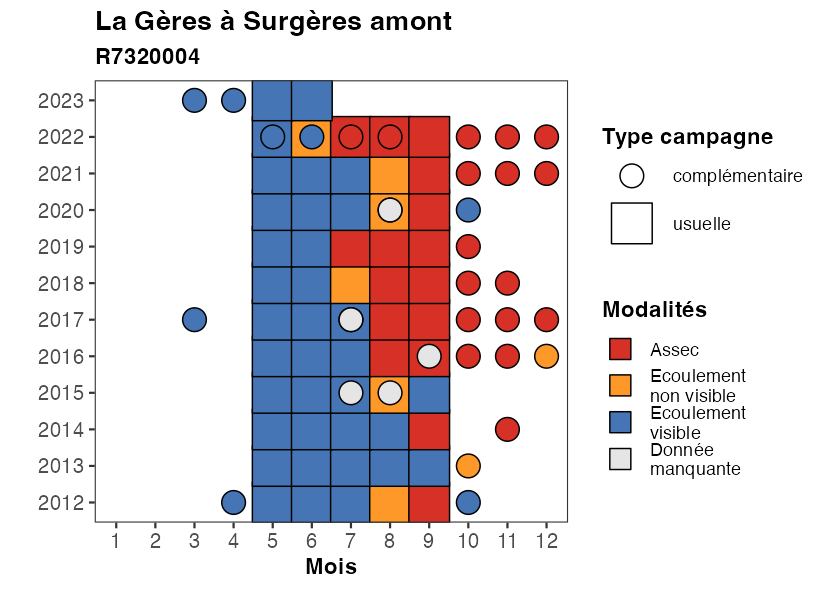 La Gères à Surgères amont
R7320004
2023
2022
2021
2020
2019
2018
2017
2016
2015
2014
2013
2012
1 2 3 4 5 6 7 8 9 10 11 12
Mois
Type campagne
complémentaire
usuelle
Modalités
Assec
Ecoulement
non visible
Ecoulement
visible
Donnée
manquante